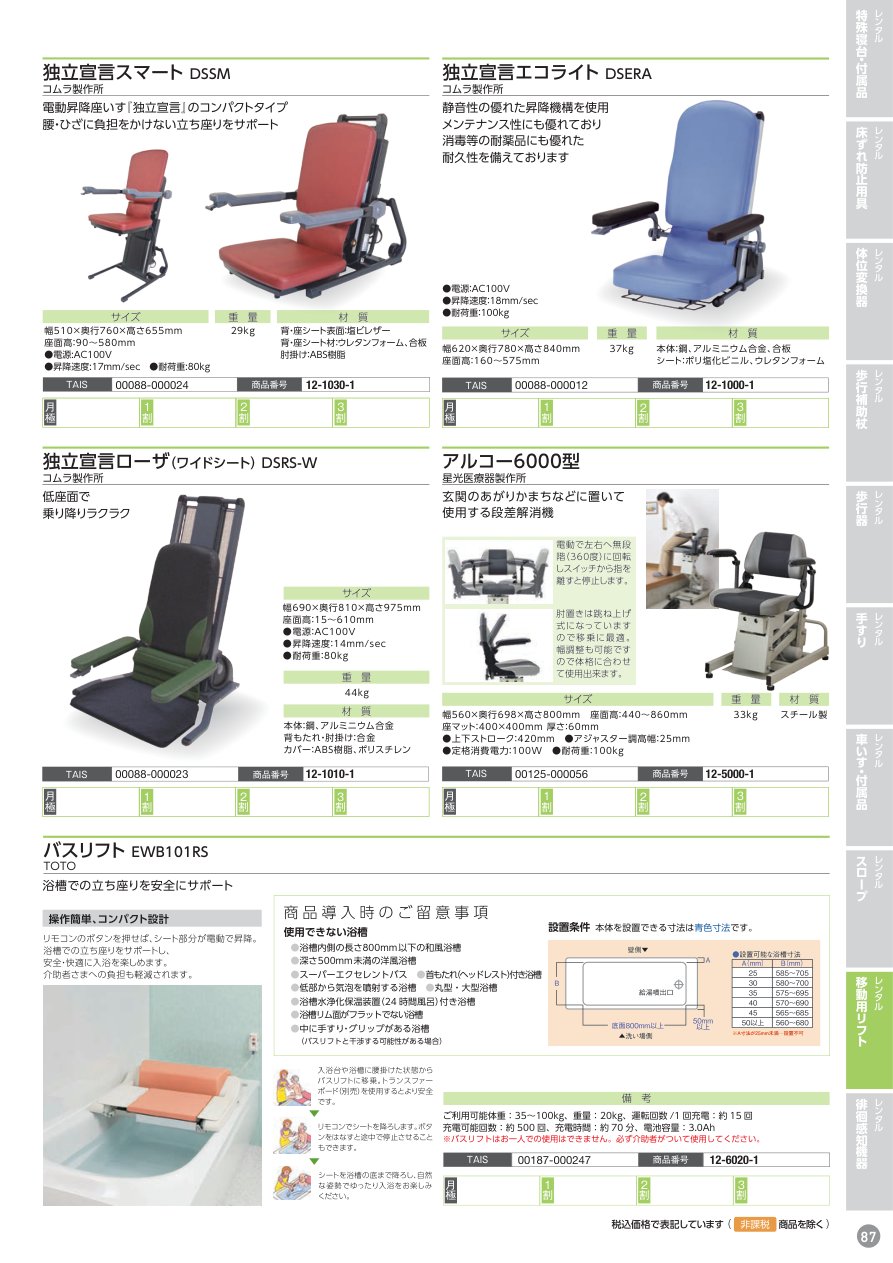 独立宣言スマート DSSM
コムラ製作所
電動昇降座いす『独立宣言』のコンパクトタイプ
腰・ひざに負担をかけない立ち座りをサポート
サイズ
幅510×奥行760×高さ655mm
座面高:90～580mm
●電源:AC100V
●昇降速度:17mm/sec ●耐荷重:80kg
重 量
29kg
材 質
背・座シート表面:塩ビレザー
背・座シート材:ウレタンフォーム、合板
肘掛け:ABS樹脂
TAIS 00088-000024 商品番号 12-1030-1
月極 1割 2割 3割
独立宣言エコライト DSERA
コムラ製作所
静音性の優れた昇降機構を使用
メンテナンス性にも優れており
消毒等の耐薬品にも優れた
耐久性を備えております
●電源:AC100V
●昇降速度:18mm/sec
●耐荷重:100kg
サイズ
幅620×奥行780×高さ840mm
座面高:160～575mm
重 量
37kg
材 質
本体:鋼、アルミニウム合金、合板
シート:ポリ塩化ビニル、ウレタンフォーム
TAIS 00088-000012 商品番号 12-1000-1
月極 1割 2割 3割
独立宣言ローザ(ワイドシート) DSRS-W
コムラ製作所
低座面で
乗り降りラクラク
サイズ
幅690×奥行810×高さ975mm
座面高:15～610mm
●電源:AC100V
●昇降速度:14mm/sec
●耐荷重:80kg
重 量
44kg
材 質
本体:鋼、アルミニウム合金
背もたれ・肘掛け:合金
カバー:ABS樹脂、ポリスチレン
TAIS 00088-000023 商品番号 12-1010-1
月極 1割 2割 3割
アルコー6000型
星光医療器製作所
玄関のあがりかまちなどに置いて
使用する段差解消機
電動で左右へ無段
階(360度)に回転
しスイッチから指を
離すと停止します。
肘置きは跳ね上げ
式になっています
ので移乗に最適。
幅調整も可能です
ので体格に合わせ
て使用出来ます。
サイズ
幅560×奥行698×高さ800mm 座面高:440～860mm
座マット:400×400mm 厚さ:60mm
●上下ストローク:420mm ●アジャスター調高幅:25mm
●定格消費電力:100W ●耐荷重:100kg
重 量
33kg
材 質
スチール製
TAIS 00125-000056 商品番号 12-5000-1
月極 1割 2割 3割
バスリフト EWB101RS
TOTO
浴槽での立ち座りを安全にサポート
操作簡単、コンパクト設計
リモコンのボタンを押せば、シート部分が電動で昇降。
浴槽での立ち座りをサポートし、
安全・快適に入浴を楽しめます。
介助者さまへの負担も軽減されます。
商品導入時のご留意事項
使用できない浴槽
●浴槽内側の長さ800mm以下の和風浴槽
●深さ500mm未満の洋風浴槽
●スーパーエクセレントバス ●首もたれ(ヘッドレスト)付き浴槽
●低部から気泡を噴射する浴槽 ●丸型・大型浴槽
●浴槽水浄化保温装置(24時間風呂)付き浴槽
●浴槽リム面がフラットでない浴槽
●中に手すり・グリップがある浴槽
(バスリフトと干渉する可能性がある場合)
設置条件 本体を設置できる寸法は青色寸法です。
壁側▼
A
B
給湯噴出口
底面800mm以上
50mm
以上
▲洗い場側
●設置可能な浴槽寸法
A(mm) B(mm)
25 585～705
30 580～700
35 575～695
40 570～690
45 565～685
50以上 560～680
※A寸法が25mm未満…設置不可
入浴台や浴槽に腰掛けた状態から
バスリフトに移乗。トランスファー
ボード(別売)を使用するとより安全
です。
リモコンでシートを降ろします。ボタ
ンをはなすと途中で停止させること
もできます。
シートを浴槽の底まで降ろし、自然
な姿勢でゆったり入浴をお楽しみ
ください。
備 考
ご利用可能体重:35～100kg、重量:20kg、運転回数/1回充電:約15回
充電可能回数:約500回、充電時間:約70分、電池容量:3.0Ah
※バスリフトはお一人での使用はできません。必ず介助者がついて使用してください。
TAIS 00187-000247 商品番号 12-6020-1
月極 1割 2割 3割
税込価格で表記しています(非課税商品を除く)
レンタル
特殊寝台・付属品
レンタル
床ずれ防止用具
レンタル
体位変換器
レンタル
歩行補助杖
レンタル
歩行器
レンタル
手すり
レンタル
車いす・付属品
レンタル
スロープ
レンタル
移動用リフト
レンタル
徘徊感知機器
87